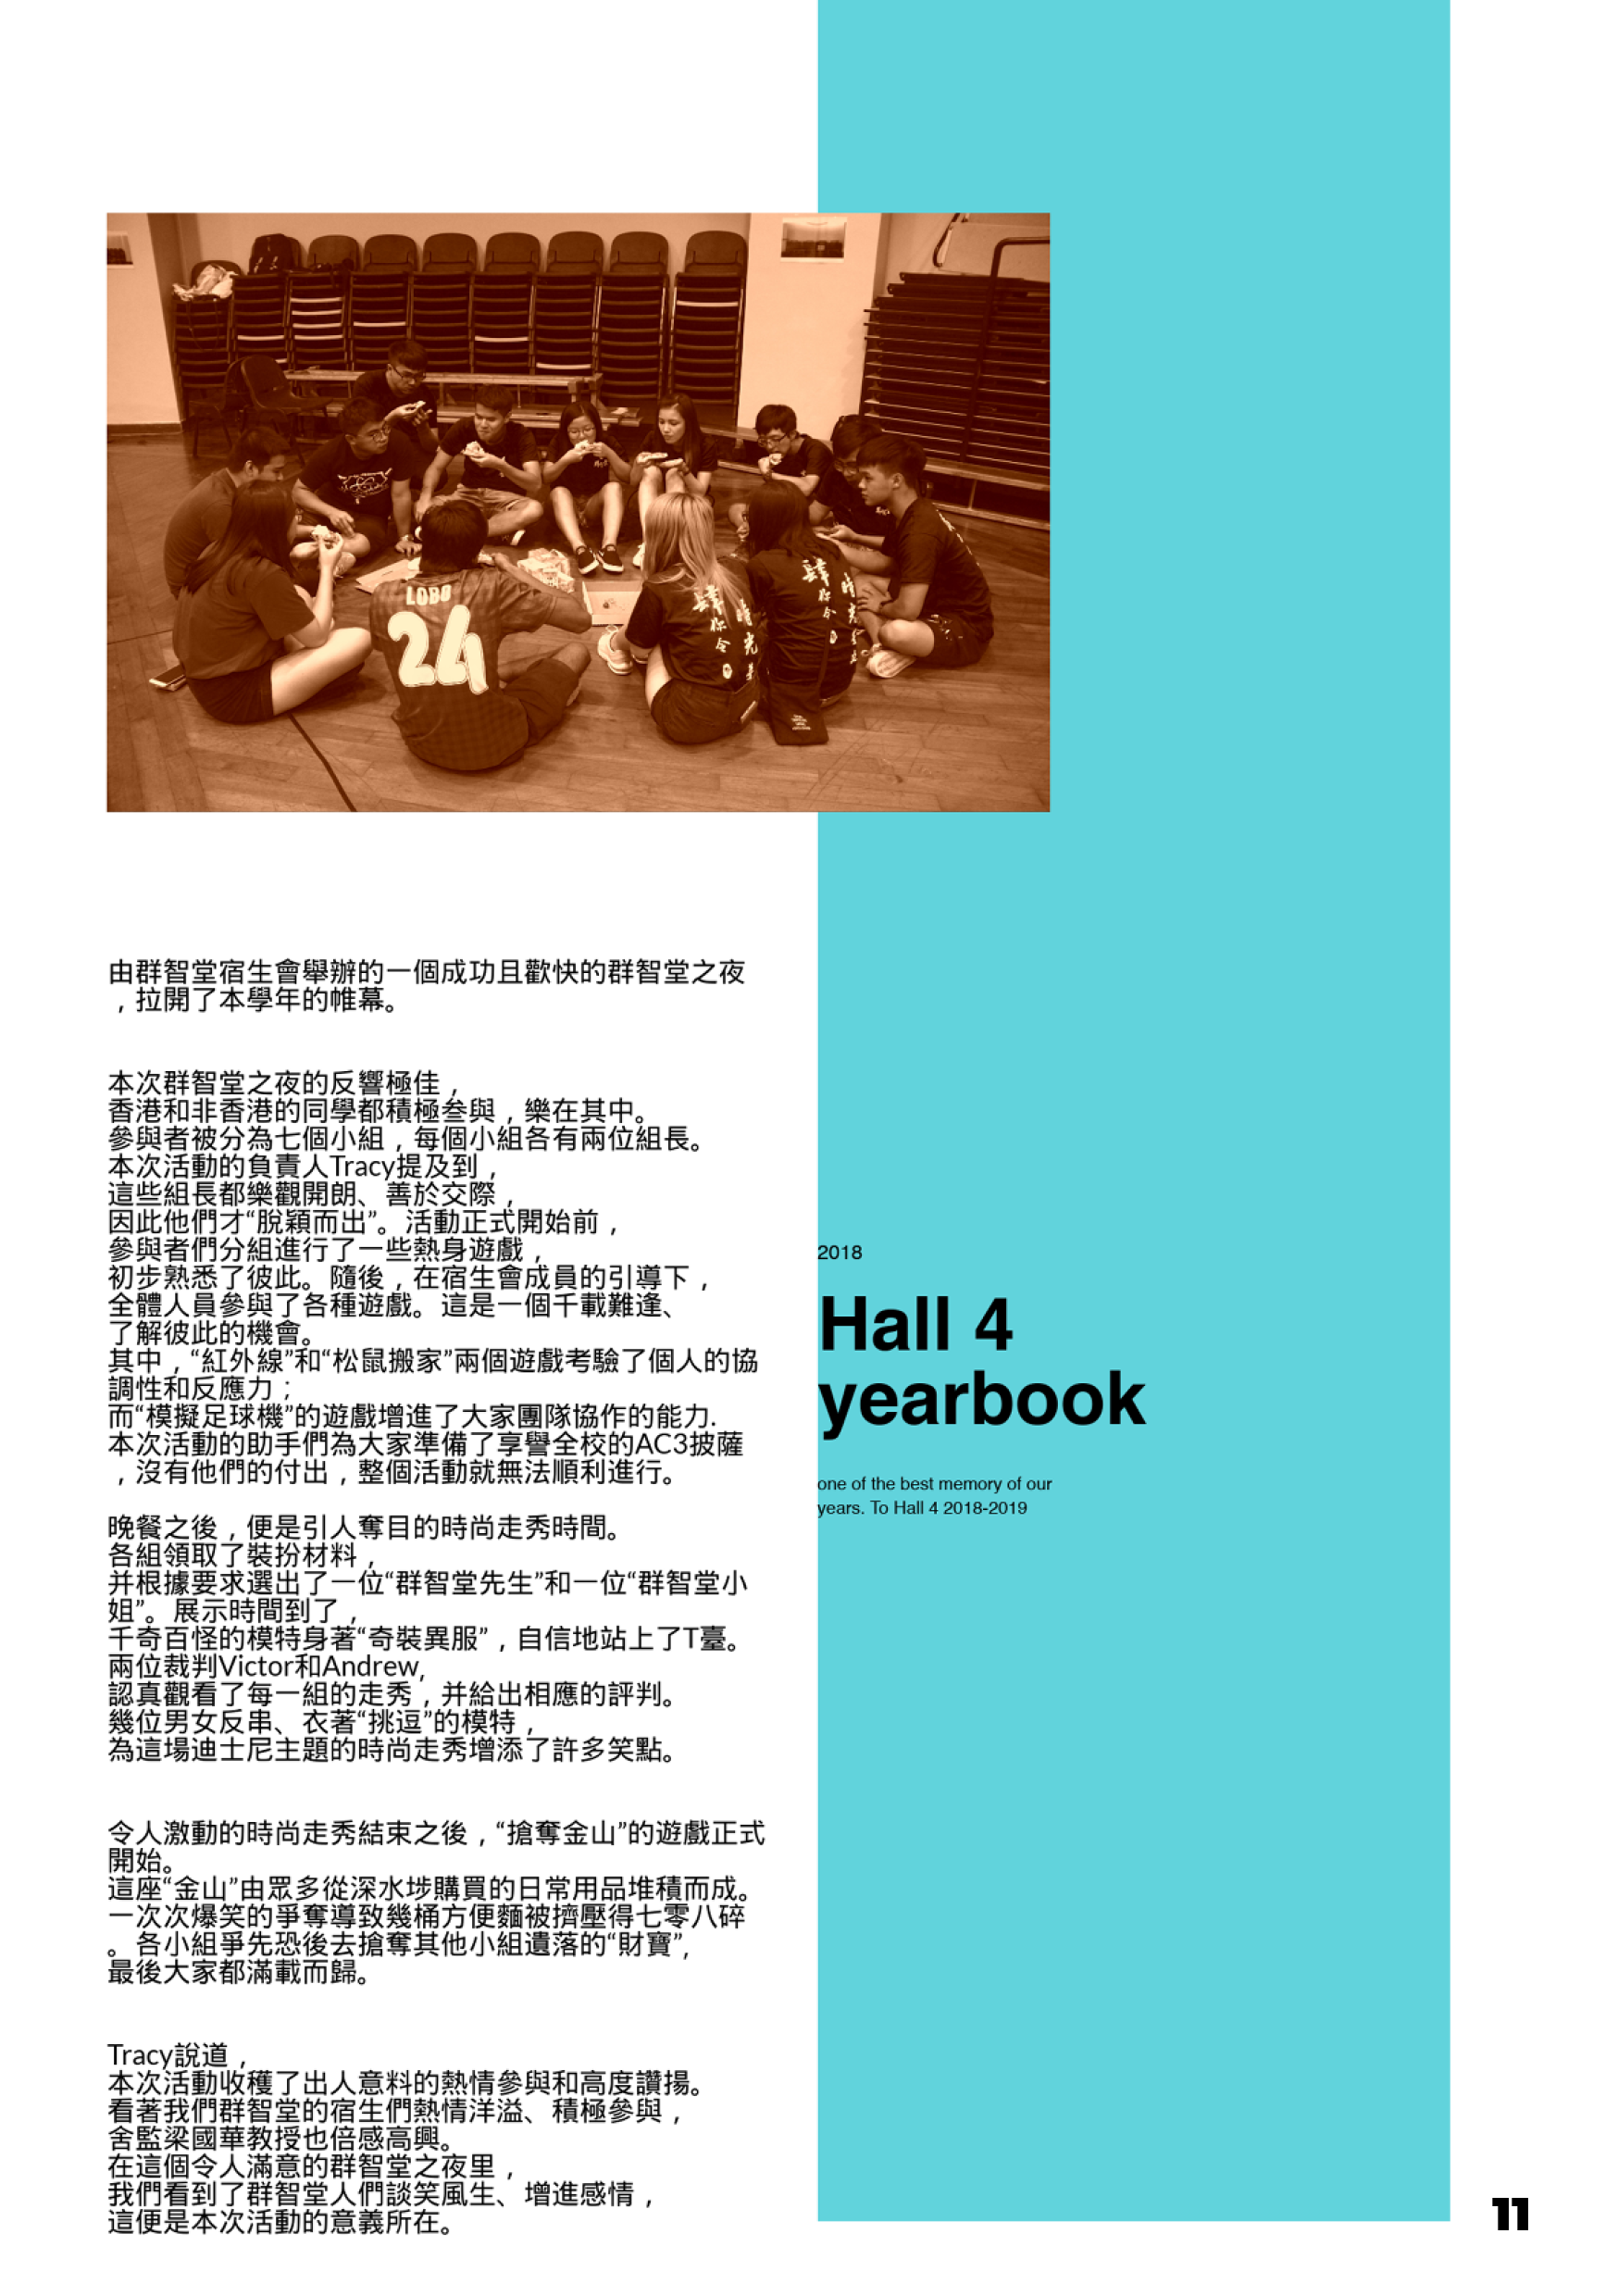 LOBO
24
由群智堂宿生會舉辦的一個成功且歡快的群智堂之夜
，拉開了本學年的帷幕。
本次群智堂之夜的反響極佳，
香港和非香港的同學都積極叁與，樂在其中。
參與者被分為七個小組，每個小組各有兩位組長。
本次活動的負責人Tracy提及到，
這些組長都樂觀開朗、善於交際，
因此他們才“脫穎而出”。活動正式開始前，
參與者們分組進行了一些熱身遊戲，
初步熟悉了彼此。隨後，在宿生會成員的引導下，
全體人員參與了各種遊戲。這是一個千載難逢、
了解彼此的機會。
其中，“紅外線”和“松鼠搬家”兩個遊戲考驗了個人的協
調性和反應力；
而“模擬足球機”的遊戲增進了大家團隊協作的能力.
本次活動的助手們為大家準備了享譽全校的AC3披薩
，沒有他們的付出，整個活動就無法順利進行。
晚餐之後，便是引人奪目的時尚走秀時間。
各組領取了裝扮材料，
并根據要求選出了一位“群智堂先生”和一位“群智堂小
姐”。展示時間到了，
千奇百怪的模特身著“奇裝異服”，自信地站上了T臺。
兩位裁判Victor和Andrew,
認真觀看了每一組的走秀，并給出相應的評判。
幾位男女反串、衣著“挑逗”的模特，
為這場迪士尼主題的時尚走秀增添了許多笑點。
令人激動的時尚走秀結束之後，“搶奪金山”的遊戲正式
開始。
這座“金山”由眾多從深水埗購買的日常用品堆積而成。
一次次爆笑的爭奪導致幾桶方便麵被擠壓得七零八碎
。各小組爭先恐後去搶奪其他小組遺落的“財寶”,
最後大家都滿載而歸。
Tracy說道，
本次活動收穫了出人意料的熱情參與和高度讚揚。
看著我們群智堂的宿生們熱情洋溢、積極參與，
舍監梁國華教授也倍感高興。
在這個令人滿意的群智堂之夜里，
我們看到了群智堂人們談笑風生、增進感情，
這便是本次活動的意義所在。
2018
Hall 4
yearbook
one of the best memory of our
years. To Hall 4 2018-2019
11